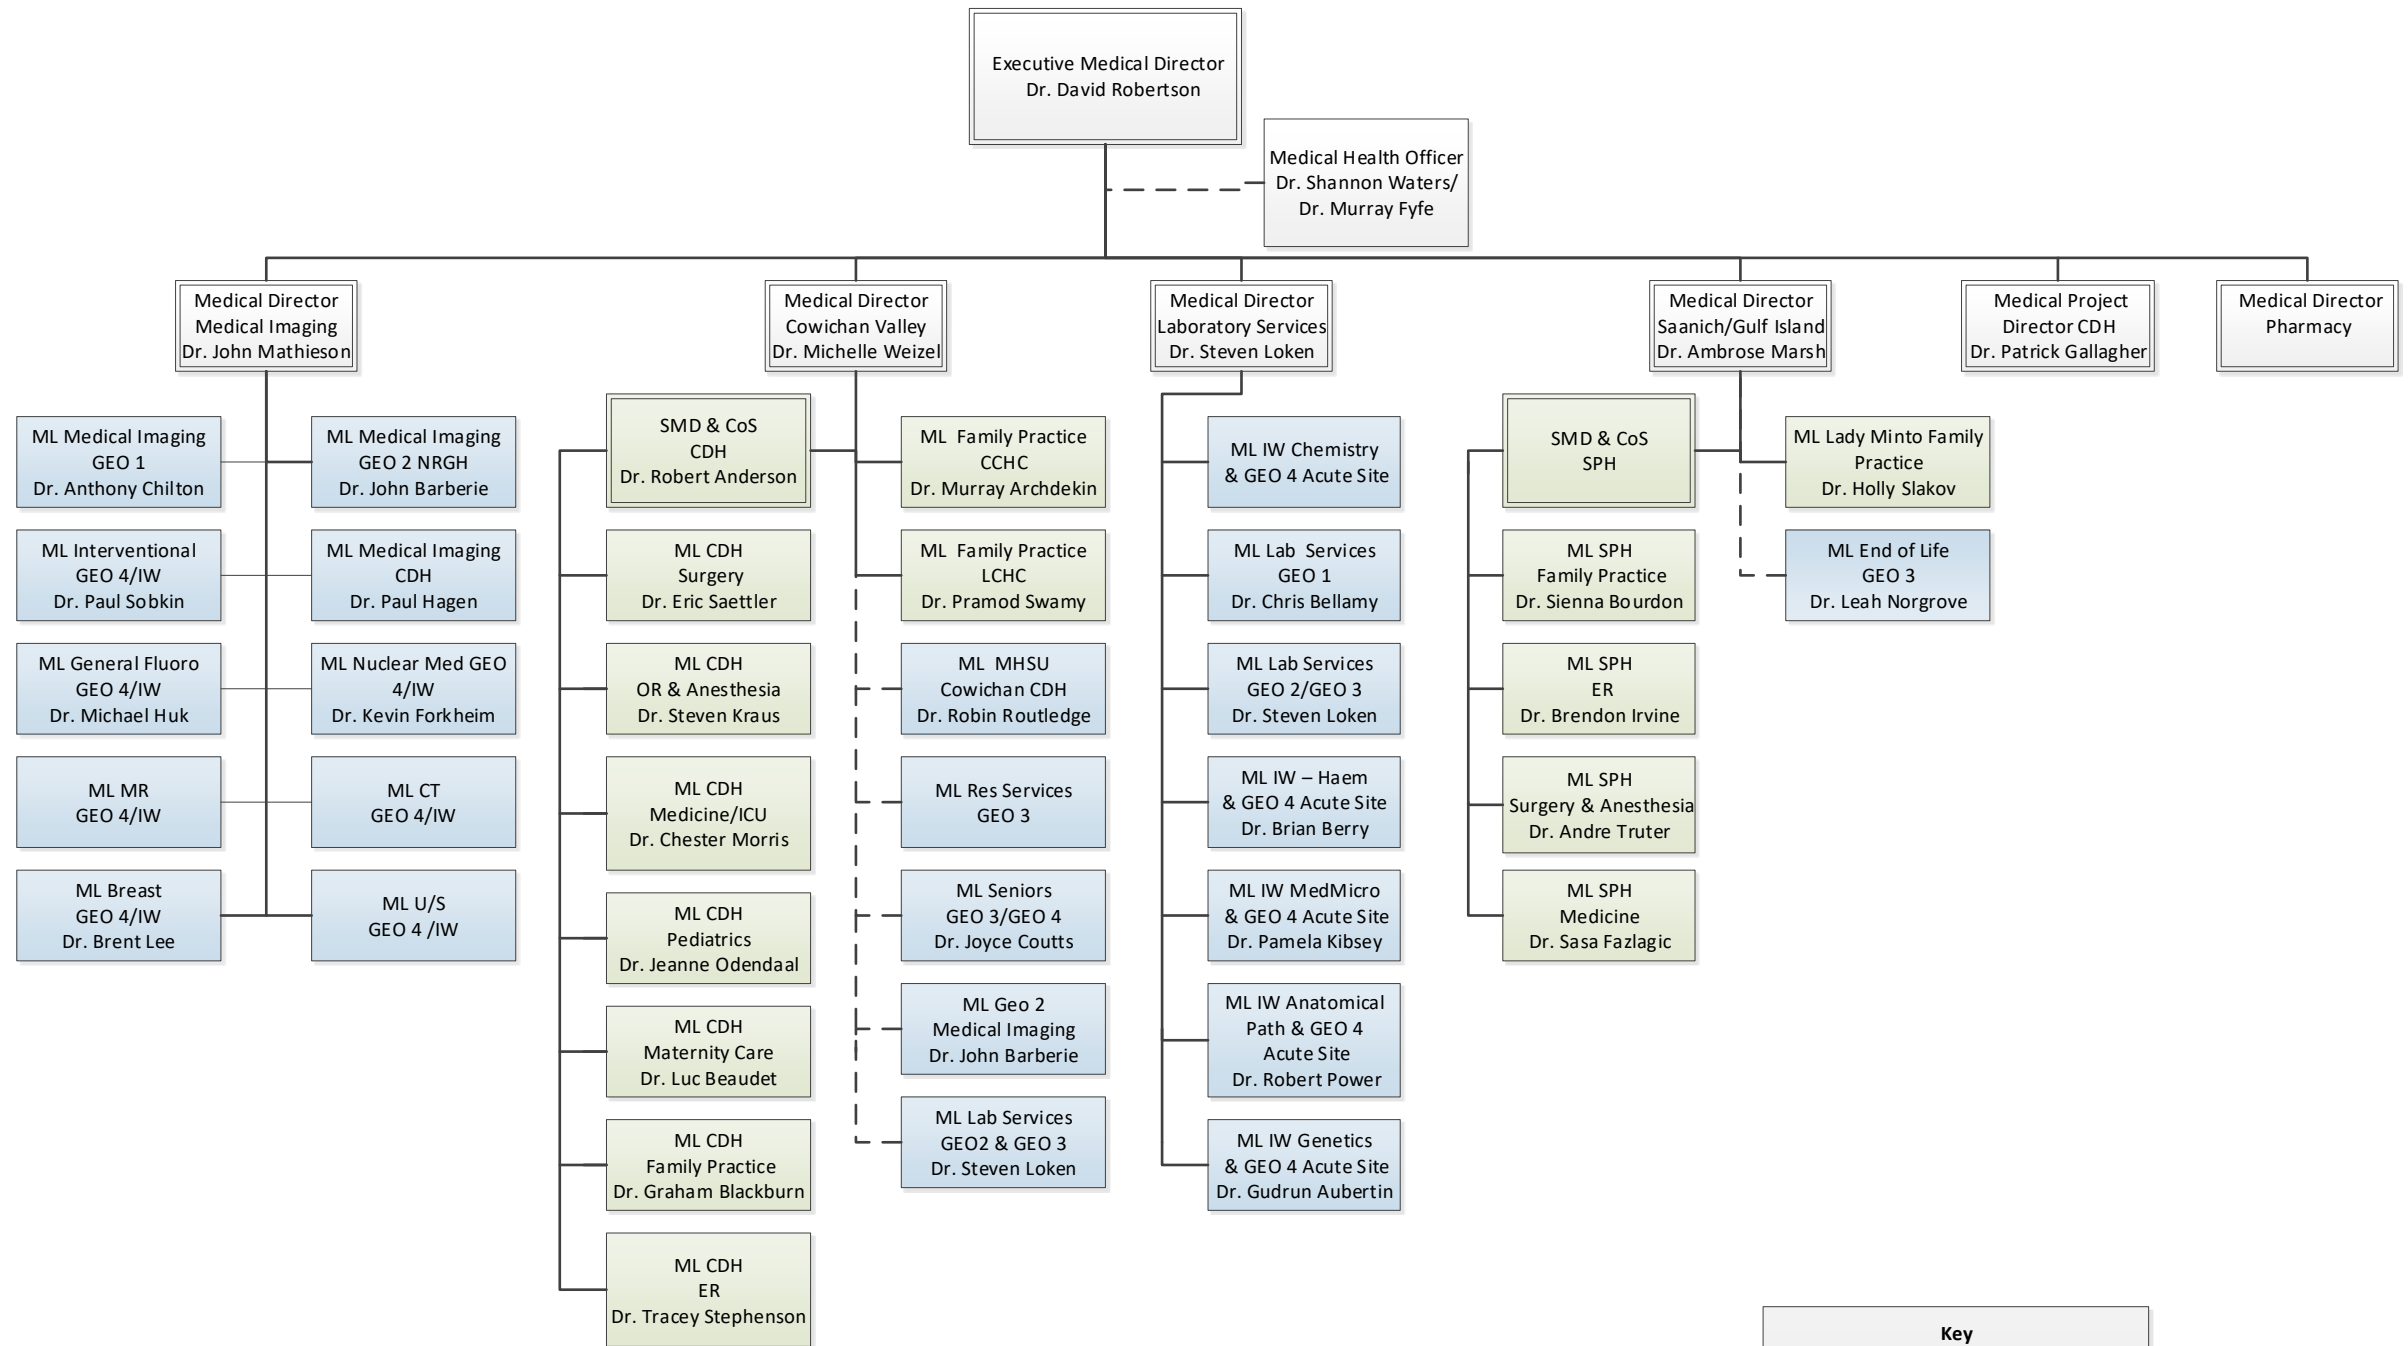 Executive Medical Director
Dr. David Robertson
Medical Health Officer
Dr. Shannon Waters/
Dr. Murray Fyfe
Medical Director
Medical Imaging
Dr. John Mathieson
Medical Director
Cowichan Valley
Dr. Michelle Weizel
Medical Director
Laboratory Services
Dr. Steven Loken
Medical Director
Saanich/Gulf Island
Dr. Ambrose Marsh
Medical Project
Director CDH
Dr. Patrick Gallagher
Medical Director
Pharmacy
ML Medical Imaging
GEO 1
Dr. Anthony Chilton
ML Medical Imaging
GEO 2 NRGH
Dr. John Barberie
ML Interventional
GEO 4/IW
Dr. Paul Sobkin
ML Medical Imaging
CDH
Dr. Paul Hagen
ML General Fluoro
GEO 4/IW
Dr. Michael Huk
ML Nuclear Med GEO
4/IW
Dr. Kevin Forkheim
ML MR
GEO 4/IW
ML CT
GEO 4/IW
ML Breast
GEO 4/IW
Dr. Brent Lee
ML U/S
GEO 4 /IW
SMD & CoS
CDH
Dr. Robert Anderson
ML CDH
Surgery
Dr. Eric Saettler
ML CDH
OR & Anesthesia
Dr. Steven Kraus
ML CDH
Medicine/ICU
Dr. Chester Morris
ML CDH
Pediatrics
Dr. Jeanne Odendaal
ML CDH
Maternity Care
Dr. Luc Beaudet
ML CDH
Family Practice
Dr. Graham Blackburn
ML CDH
ER
Dr. Tracey Stephenson
ML Family Practice
CCHC
Dr. Murray Archdekin
ML Family Practice
LCHC
Dr. Pramod Swamy
ML MHSU
Cowichan CDH
Dr. Robin Routledge
ML Res Services
GEO 3
ML Seniors
GEO 3/GEO 4
Dr. Joyce Coutts
ML Geo 2
Medical Imaging
Dr. John Barberie
ML Lab Services
GEO2 & GEO 3
Dr. Steven Loken
ML IW Chemistry
& GEO 4 Acute Site
ML Lab Services
GEO 1
Dr. Chris Bellamy
ML Lab Services
GEO 2/GEO 3
Dr. Steven Loken
ML IW – Haem
& GEO 4 Acute Site
Dr. Brian Berry
ML IW MedMicro
& GEO 4 Acute Site
Dr. Pamela Kibsey
ML IW Anatomical
Path & GEO 4
Acute Site
Dr. Robert Power
ML IW Genetics
& GEO 4 Acute Site
Dr. Gudrun Aubertin
SMD & CoS
SPH
ML SPH
Family Practice
Dr. Sienna Bourdon
ML SPH
ER
Dr. Brendon Irvine
ML SPH
Surgery & Anesthesia
Dr. Andre Truter
ML SPH
Medicine
Dr. Sasa Fazlagic
ML Lady Minto Family
Practice
Dr. Holly Slakov
ML End of Life
GEO 3
Dr. Leah Norgrove
Key